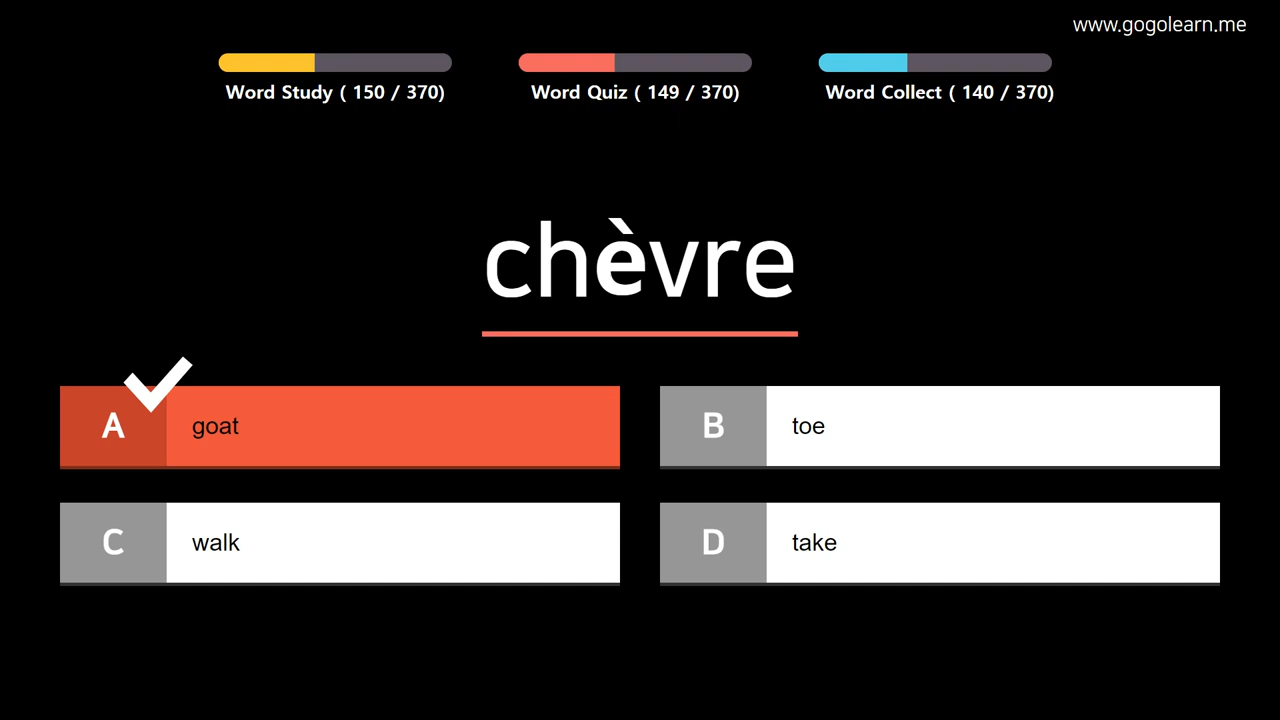 www.gogolearn.me
Word Study ( 150 / 370)
Word Quiz ( 149 / 370)
Word Collect ( 140 / 370)
chèvre
A goat
B toe
C walk
D take